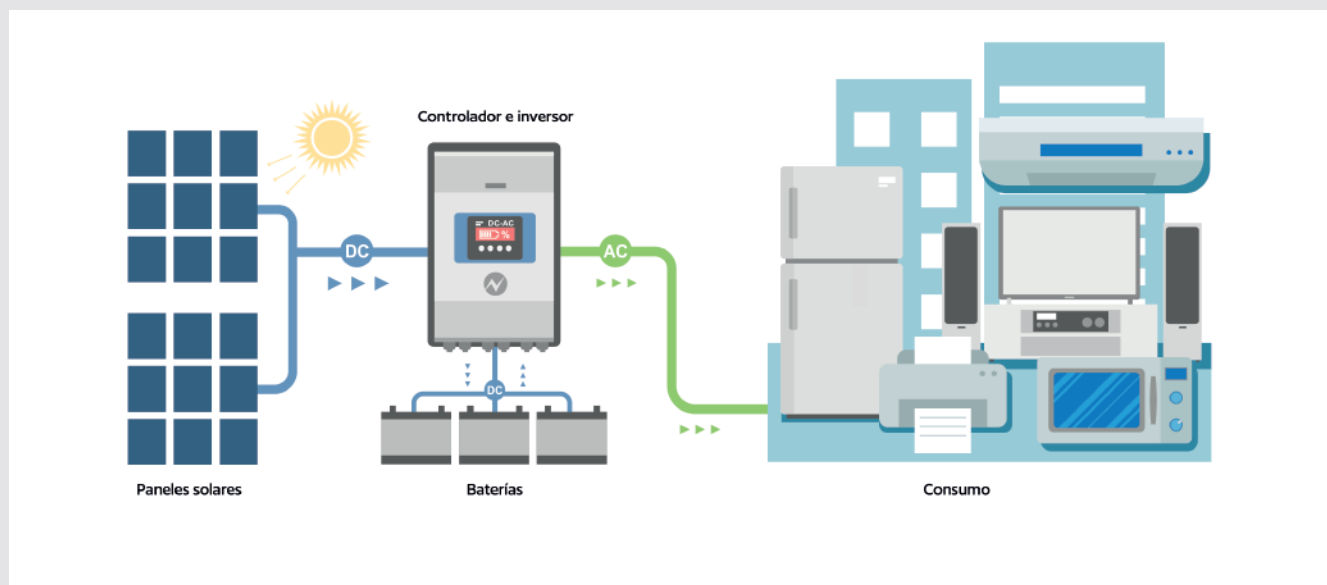 Controlador e inversor
DC-AC
%
DC
AC
DC
Paneles solares
Baterías
Consumo